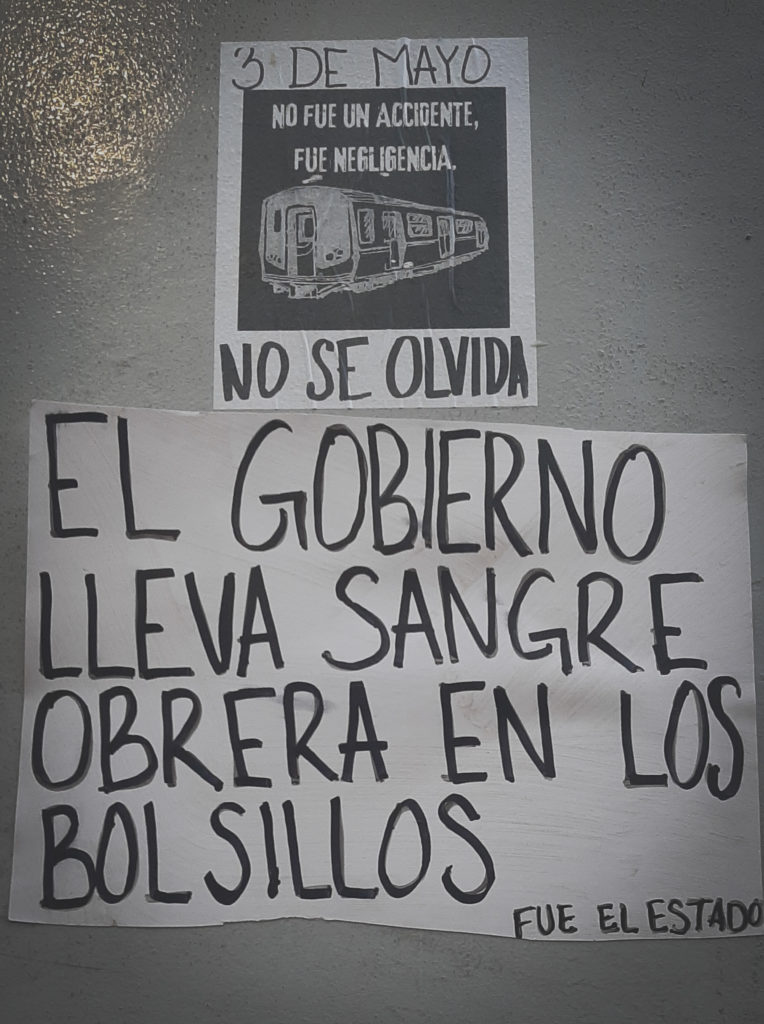 3 DE MAYO
NO FUE UN ACCIDENTE,
FUE NEGLIGENCIA.
NO SE OLVIDA
EL GOBIERNO
LLEVA SANGRE
OBRERA EN LOS
BOLSILLOS
FUE EL ESTADO